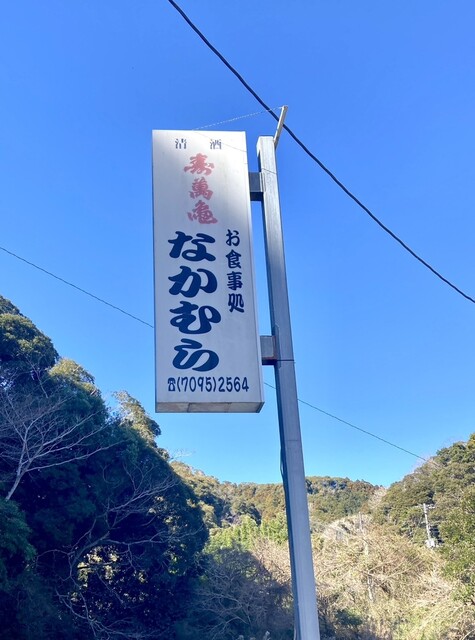 清酒
寿萬亀
お食事処
なかむら
☎(7095)2564